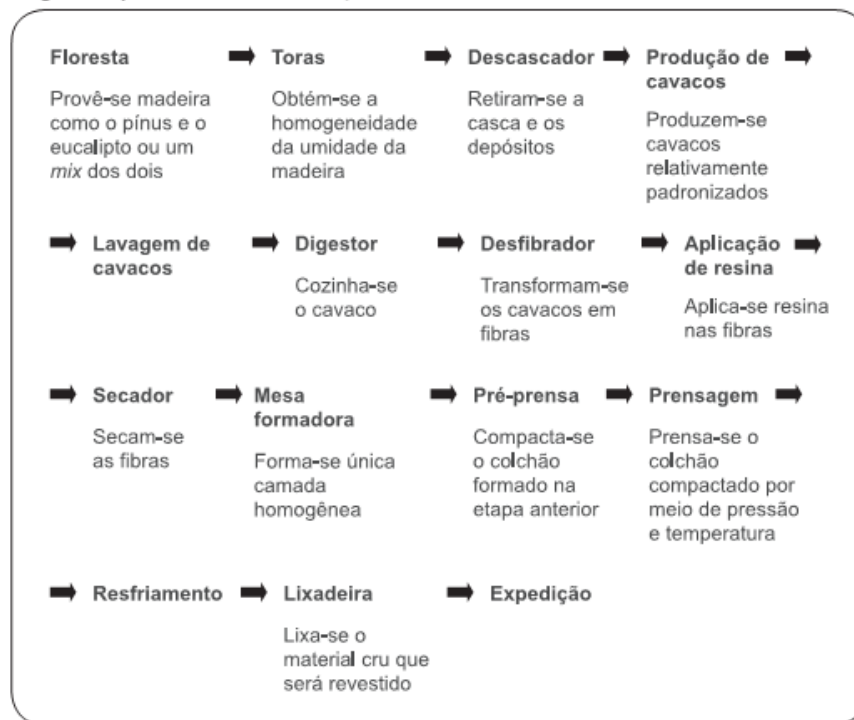 Floresta
Provê-se madeira
como o pínus e o
eucalipto ou um
mix dos dois
Toras
Obtém-se a
homogeneidade
da umidade da
madeira
Descascador
Retiram-se a
casca e os
depósitos
Produção de
cavacos
Produzem-se
cavacos
relativamente
padronizados
Lavagem de
cavacos
Digestor
Cozinha-se
o cavaco
Desfibrador
Transformam-se
os cavacos em
fibras
Aplicação
de resina
Aplica-se resina
nas fibras
Secador
Secam-se
as fibras
Mesa
formadora
Forma-se única
camada
homogênea
Pré-prensa
Compacta-se
o colchão
formado na
etapa anterior
Prensagem
Prensa-se o
colchão
compactado por
meio de pressão
e temperatura
Resfriamento
Lixadeira
Lixa-se o
material cru que
será revestido
Expedição